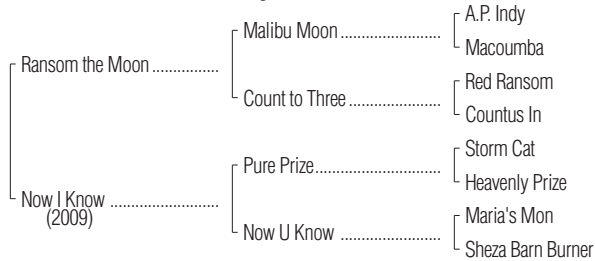 A.P. Indy
Malibu Moon ........................
Macoumba
Ransom the Moon ................
Red Ransom
Count to Three ......................
Countus In
Storm Cat
Pure Prize..............................
Heavenly Prize
Now I Know ..........................
(2009)
Maria's Mon
Now U Know ........................
Sheza Barn Burner